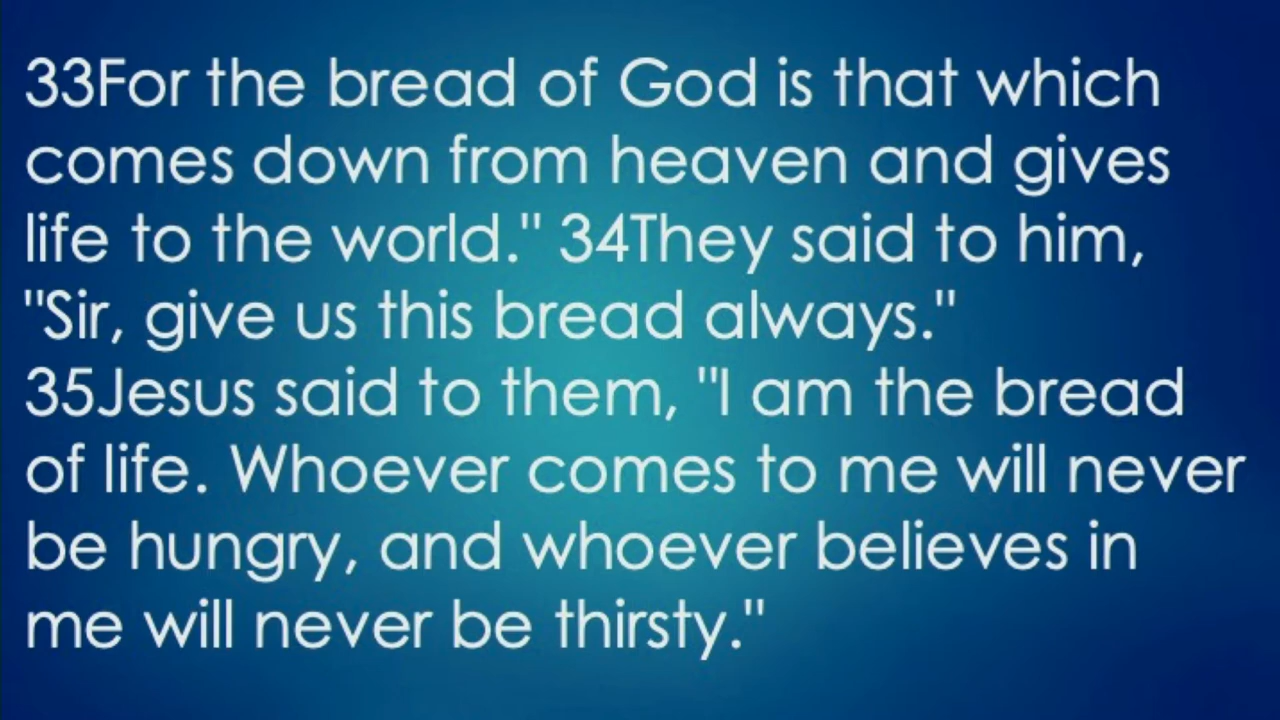 33For the bread of God is that which
comes down from heaven and gives
life to the world." 34They said to him,
"Sir, give us this bread always."
35Jesus said to them, "I am the bread
of life. Whoever comes to me will never
be hungry, and whoever believes in
me will never be thirsty."